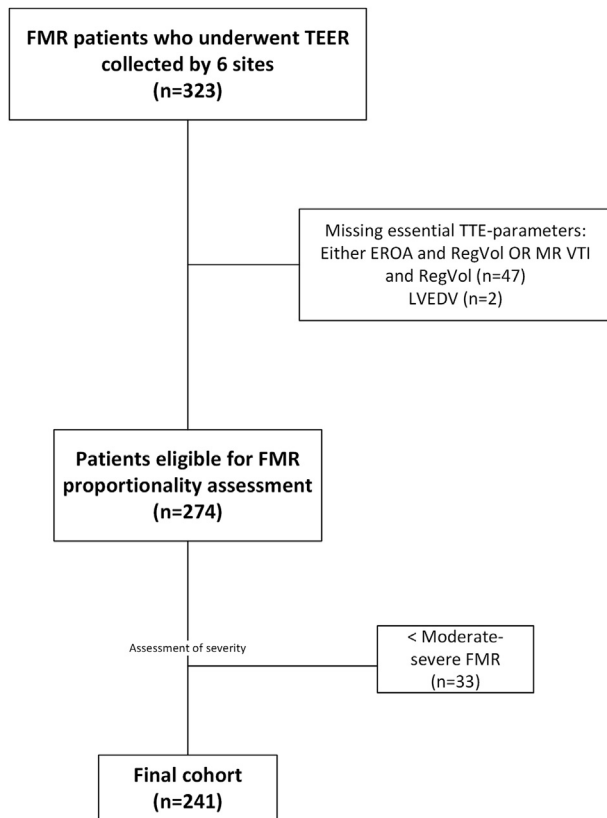 FMR patients who underwent TEER
collected by 6 sites
(n=323)
Missing essential TTE-parameters:
Either EROA and RegVol OR MR VTI
and RegVol (n=47)
LVEDV (n=2)
Patients eligible for FMR
proportionality assessment
(n=274)
Assessment of severity
< Moderate-
severe FMR
(n=33)
Final cohort
(n=241)